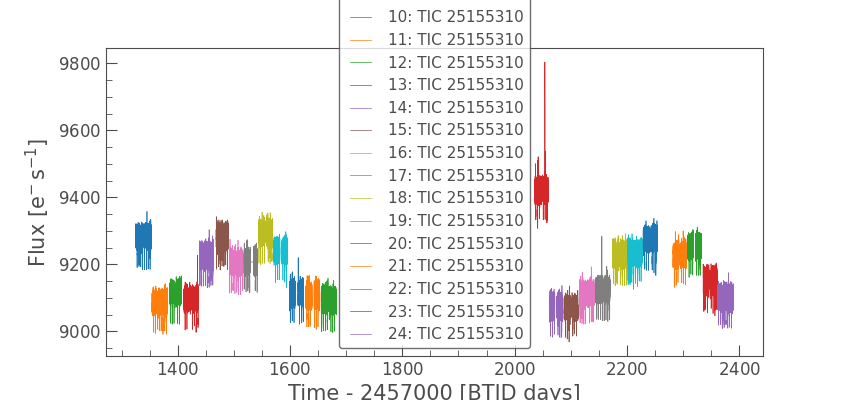 10: TIC 25155310
11: TIC 25155310
12: TIC 25155310
13: TIC 25155310
14: TIC 25155310
15: TIC 25155310
16: TIC 25155310
17: TIC 25155310
18: TIC 25155310
19: TIC 25155310
20: TIC 25155310
21: TIC 25155310
22: TIC 25155310
23: TIC 25155310
24: TIC 25155310
9800
9600
9400
9200
9000
Flux [e⁻ s⁻¹]
1400 1600 1800 2000 2200 2400
Time - 2457000 [BTJD days]